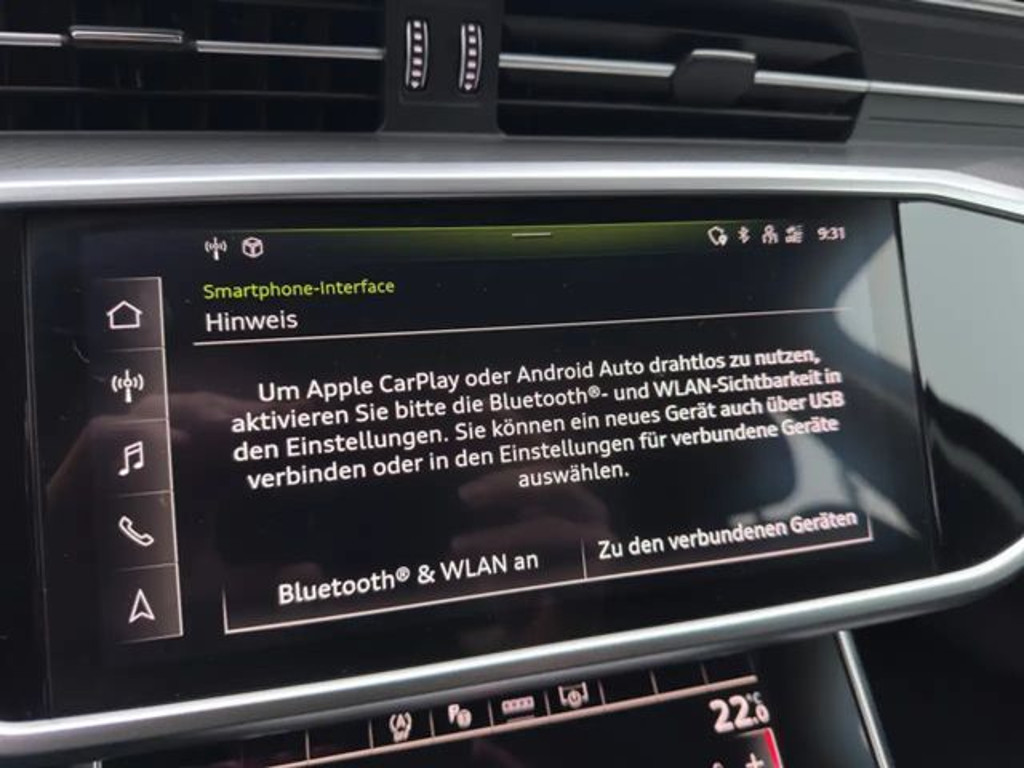 9:31
Smartphone-Interface
Hinweis
Um Apple CarPlay oder Android Auto drahtlos zu nutzen,
aktivieren Sie bitte die Bluetooth®- und WLAN-Sichtbarkeit in
den Einstellungen. Sie können ein neues Gerät auch über USB
verbinden oder in den Einstellungen für verbundene Geräte
auswählen.
Bluetooth® & WLAN an
Zu den verbundenen Geräten
22.0 °C